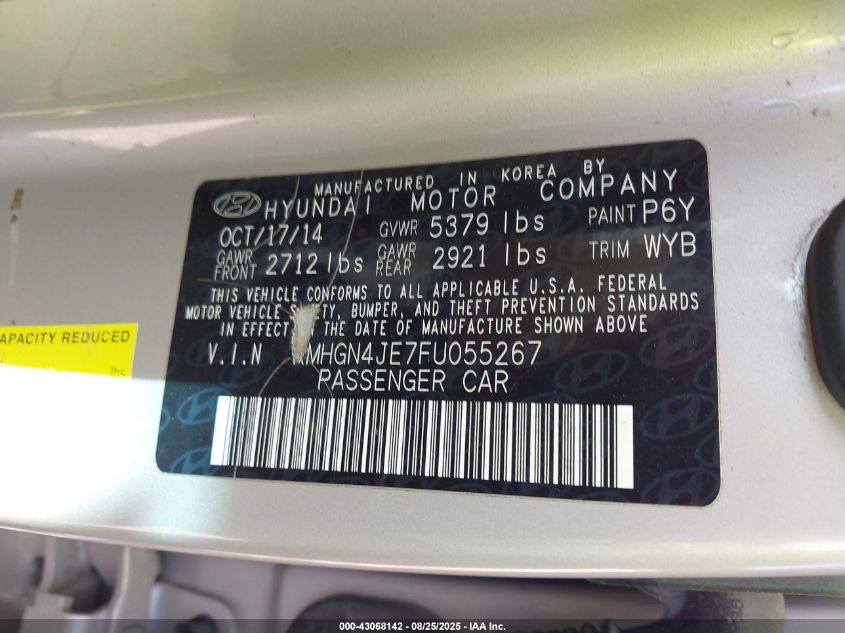 MANUFACTURED IN KOREA BY
HYUNDAI MOTOR COMPANY
OCT/17/14 GVWR 5379 lbs PAINT P6Y
GAWR FRONT 2712 lbs GAWR REAR 2921 lbs TRIM WYB
THIS VEHICLE CONFORMS TO ALL APPLICABLE U.S.A. FEDERAL
MOTOR VEHICLE SAFETY, BUMPER, AND THEFT PREVENTION STANDARDS
IN EFFECT ON THE DATE OF MANUFACTURE SHOWN ABOVE
V.I.N KMHGN4JE7FU055267
PASSENGER CAR
CAPACITY REDUCED
lbs
000-43068142 - 08/25/2025 - IAA Inc.